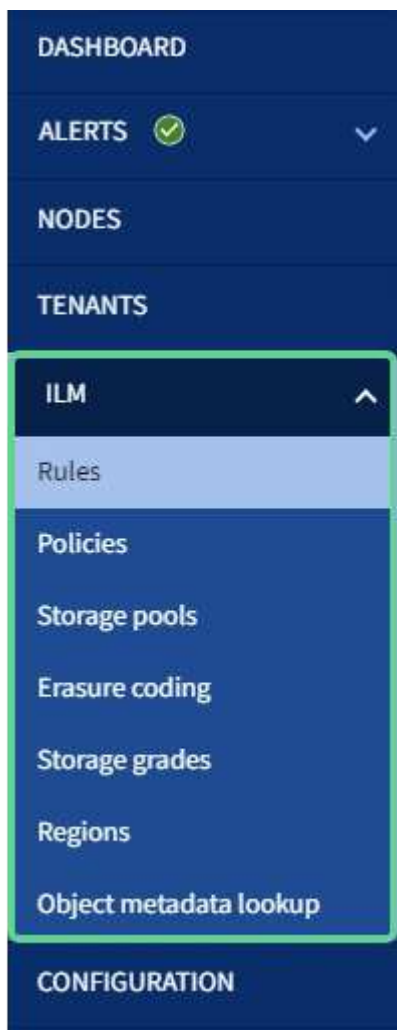 DASHBOARD
ALERTS
NODES
TENANTS
ILM
Rules
Policies
Storage pools
Erasure coding
Storage grades
Regions
Object metadata lookup
CONFIGURATION